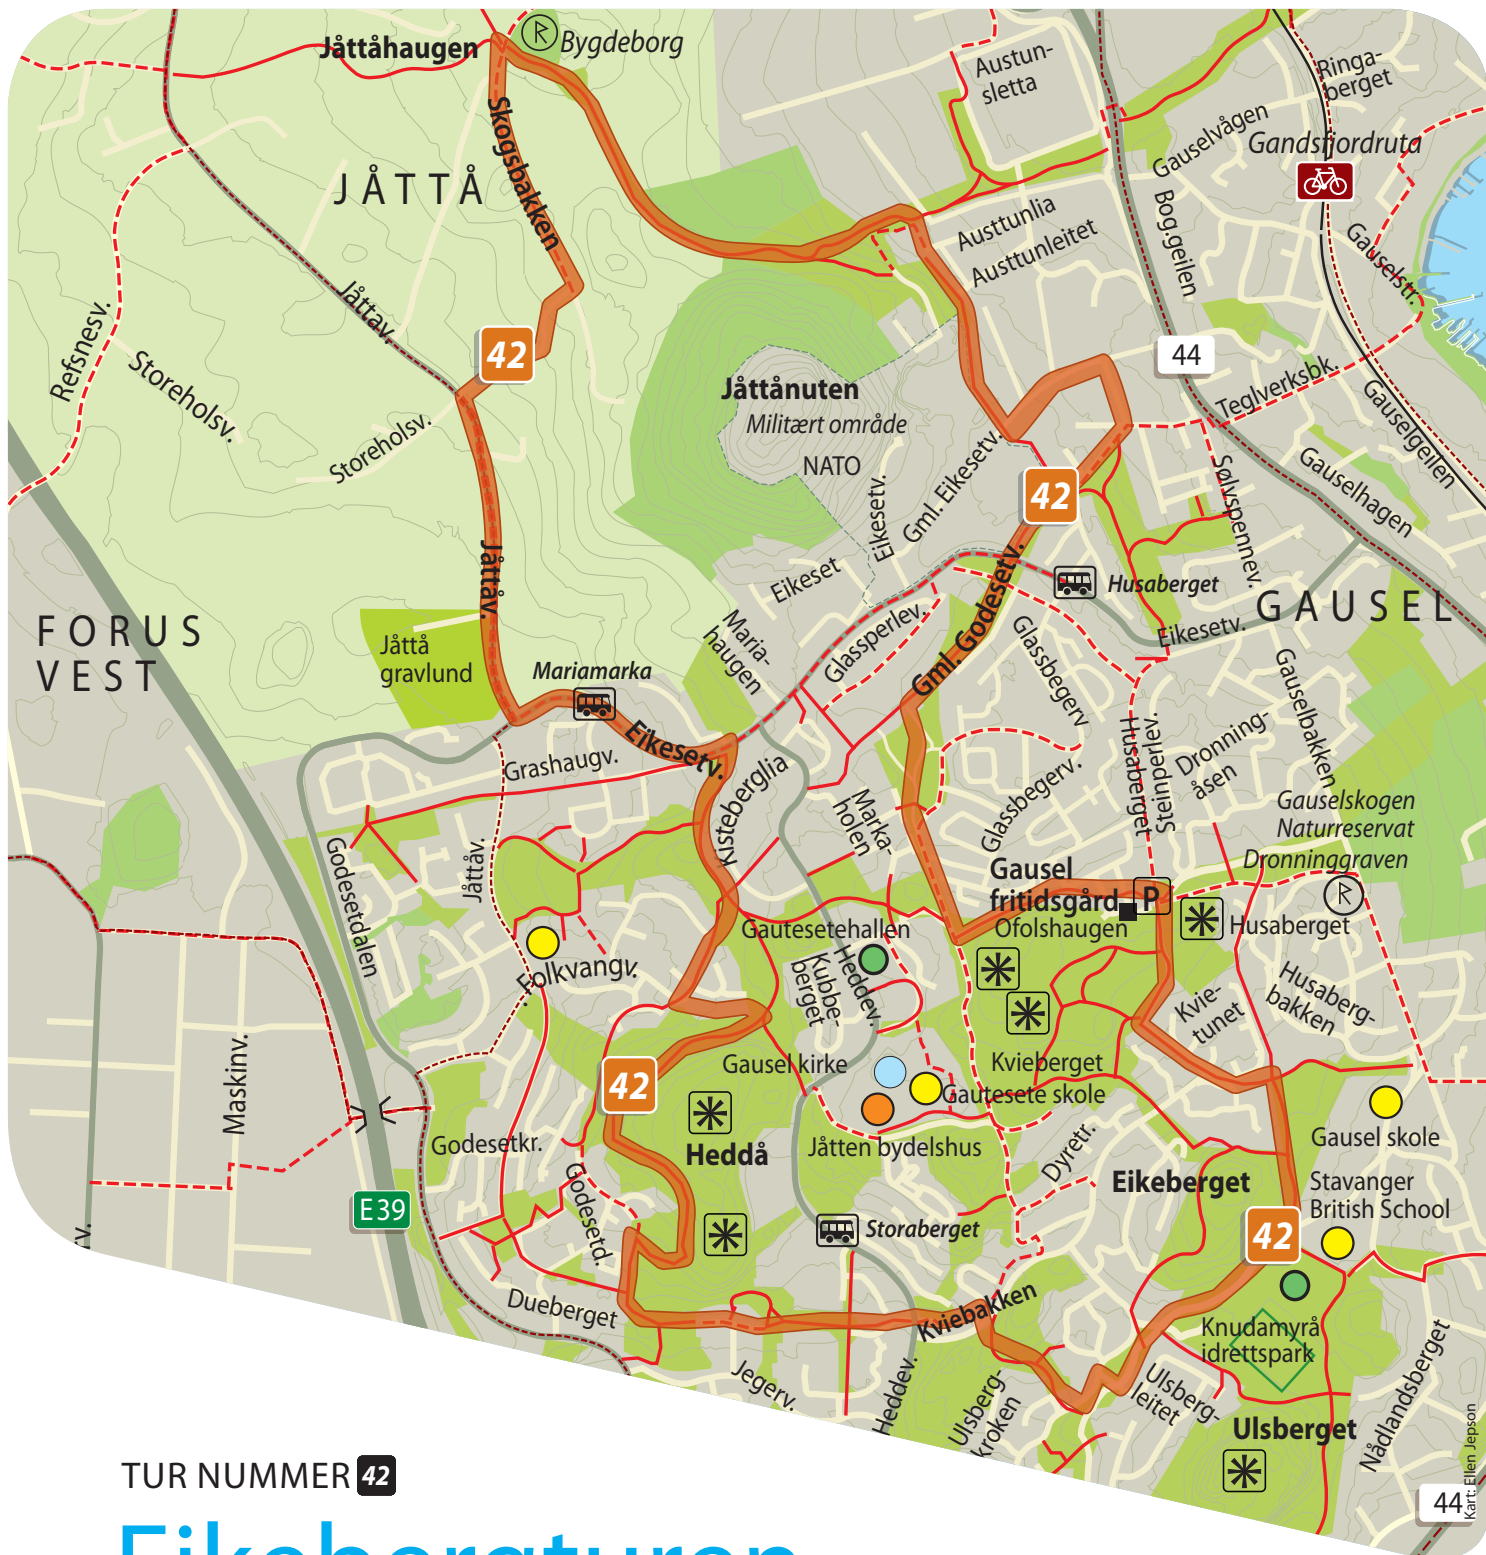 Jåttåhaugen
Bygdeborg
Austun-
sletta
Ringa-
berget
Gauselvågen
Gandsfjordruta
Skogsbakken
JÅTTÅ
Austtunlia
Austtunleitet
Bog.geilen
Gauselstr.
Refsnesv.
Jåttav.
42
44
Storeholsv.
Storeholsv.
Jåttånuten
Militært område
NATO
Teglverksbk.
Gauselgeilen
Gml. Eikesetv.
Eikesetv.
42
Sølvspennev.
Gauselhagen
Jåttåv.
Eikeset
Husaberget
GAUSEL
FORUS
VEST
Jåttå
gravlund
Mariamarka
Maria-
haugen
Glassperlev.
Gml. Godesetv.
Glassbegerv
Eikesetv.
Gauselbakken
Eikesetv.
Grashaugv.
Kisteberglia
Husaberget
Steinperlev.
Dronning-
åsen
Marka-
holen
Glassbegerv.
Gauselskogen
Naturreservat
Dronninggraven
Godesetdalen
Jåttåv.
Gausel
fritidsgård
P
Ofolshaugen
Husaberget
Gautesetehallen
Folkvangv.
Kubbe-
berget
Heddev.
Kvie-
tunet
Husaberg-
bakken
Maskinv.
42
Gausel kirke
Kvieberget
Gautesete skole
Godesetkr.
Heddå
Jåtten bydelshus
Dyretr.
Gausel skole
Eikeberget
Stavanger
British School
E39
Godesetd.
Storaberget
42
v.
Dueberget
Kviebakken
Knudamyrå
idrettspark
Jegerv.
Heddev.
Ulsberg-
kroken
Ulsberg-
leitet
Ulsberget
Nådlandsberget
44
Kart: Ellen Jepson
TUR NUMMER 42
Eikebergturen